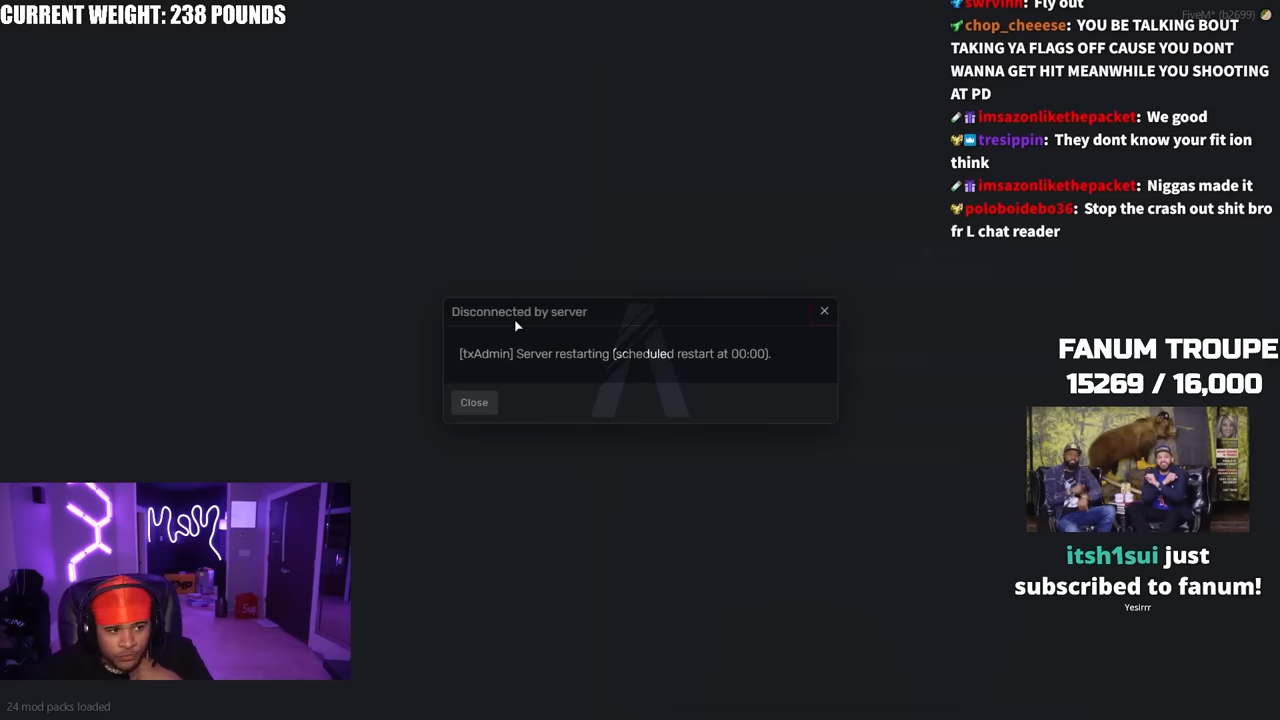 CURRENT WEIGHT: 238 POUNDS
FiveM* (b2699)
swrvinn: Fly out
chop_cheeese: YOU BE TALKING BOUT
TAKING YA FLAGS OFF CAUSE YOU DONT
WANNA GET HIT MEANWHILE YOU SHOOTING
AT PD
imsazonlikethepacket: We good
tresippin: They dont know your fit ion
think
imsazonlikethepacket: Niggas made it
poloboidebo36: Stop the crash out shit bro
fr L chat reader
Disconnected by server
[txAdmin] Server restarting (scheduled restart at 00:00).
Close
FANUM TROUPE
15269 / 16,000
itsh1sui just
subscribed to fanum!
Yesirrr
24 mod packs loaded